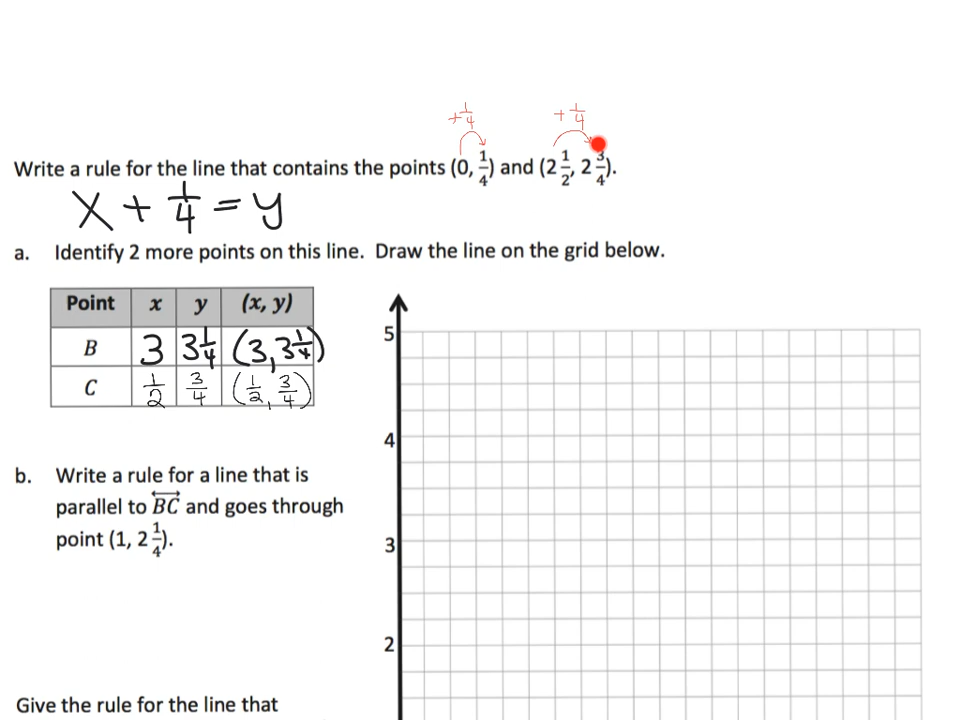 +1/4 +1/4
Write a rule for the line that contains the points (0, 1/4) and (2 1/2, 2 3/4).
x + 1/4 = y
a. Identify 2 more points on this line. Draw the line on the grid below.
Point x y (x, y)
B 3 3 1/4 (3, 3 1/4)
C 1/2 3/4 (1/2, 3/4)
5
4
3
2
b. Write a rule for a line that is
parallel to BC and goes through
point (1, 2 1/4).
Give the rule for the line that